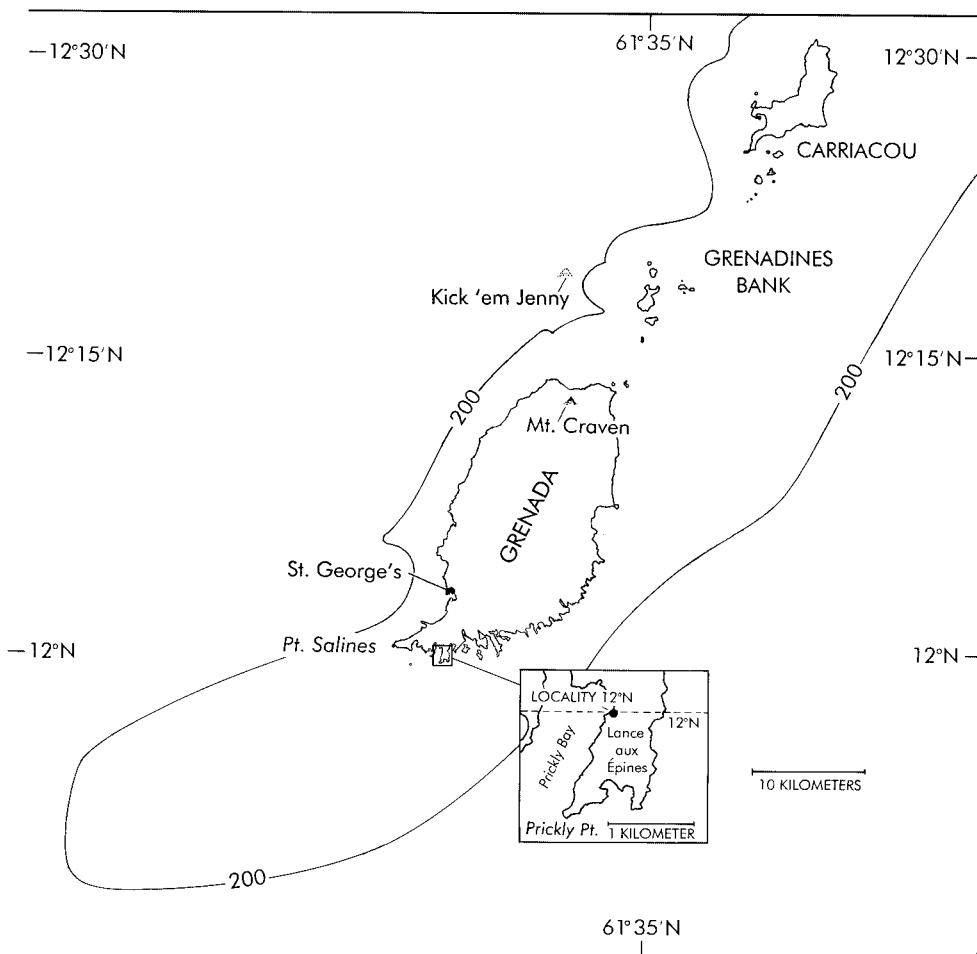 61°35'N
12°30'N
12°30'N
CARRIACOU
GRENADINES
BANK
Kick 'em Jenny
12°15'N
12°15'N
200
200
Mt. Craven
GRENADA
St. George's
Pt. Salines
12°N
12°N
LOCALITY 12°N
12°N
Prickly Bay
Lance
aux
Épines
Prickly Pt.
1 KILOMETER
10 KILOMETERS
200
61°35'N